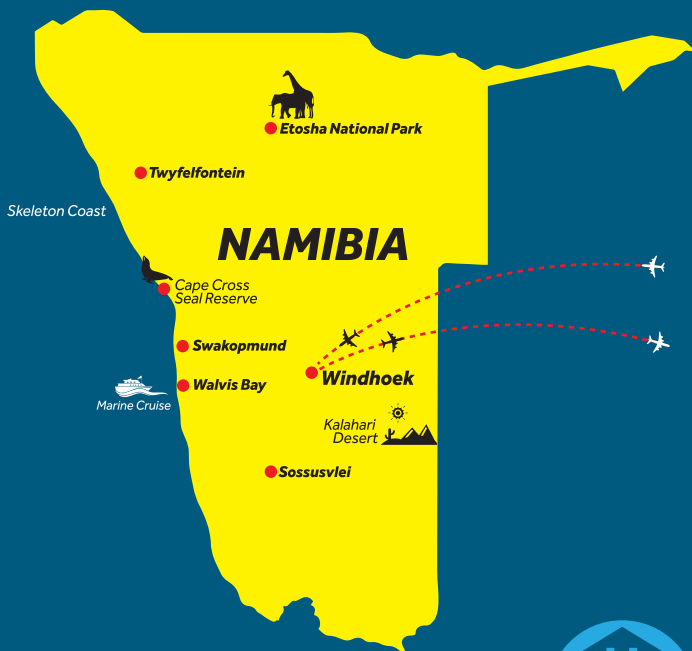 Etosha National Park
Twyfelfontein
Skeleton Coast
NAMIBIA
Cape Cross
Seal Reserve
Swakopmund
Windhoek
Walvis Bay
Marine Cruise
Kalahari
Desert
Sossusvlei